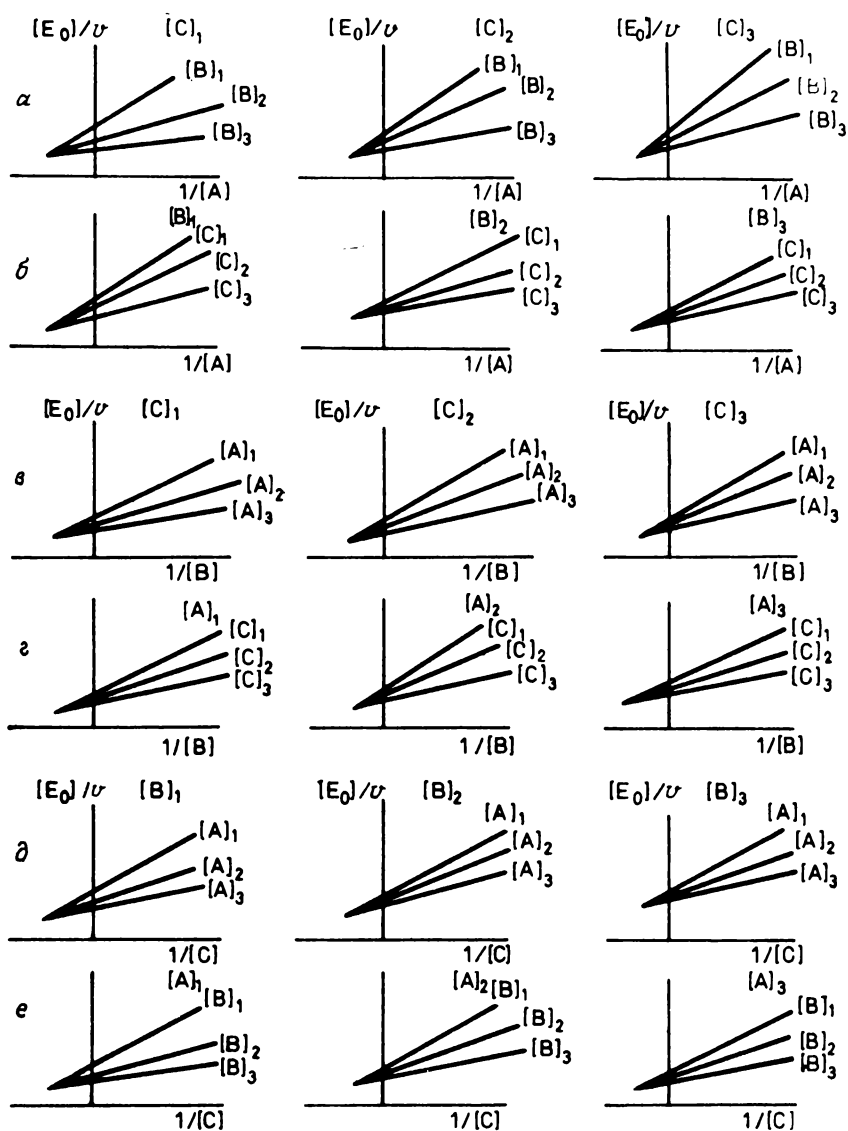 [E₀]/v [C]₁ [E₀]/v [C]₂ [E₀]/v [C]₃
а [B]₁ [B]₂ [B]₃ [B]₁ [B]₂ [B]₃ [B]₁ [B]₂ [B]₃
1/[A] 1/[A] 1/[A]
[B]₁ [B]₂ [B]₃
б [C]₁ [C]₂ [C]₃ [C]₁ [C]₂ [C]₃ [C]₁ [C]₂ [C]₃
1/[A] 1/[A] 1/[A]
[E₀]/v [C]₁ [E₀]/v [C]₂ [E₀]/v [C]₃
в [A]₁ [A]₂ [A]₃ [A]₁ [A]₂ [A]₃ [A]₁ [A]₂ [A]₃
1/[B] 1/[B] 1/[B]
[A]₁ [A]₂ [A]₃
г [C]₁ [C]₂ [C]₃ [C]₁ [C]₂ [C]₃ [C]₁ [C]₂ [C]₃
1/[B] 1/[B] 1/[B]
[E₀]/v [B]₁ [E₀]/v [B]₂ [E₀]/v [B]₃
д [A]₁ [A]₂ [A]₃ [A]₁ [A]₂ [A]₃ [A]₁ [A]₂ [A]₃
1/[C] 1/[C] 1/[C]
[A]₁ [A]₂ [A]₃
е [B]₁ [B]₂ [B]₃ [B]₁ [B]₂ [B]₃ [B]₁ [B]₂ [B]₃
1/[C] 1/[C] 1/[C]